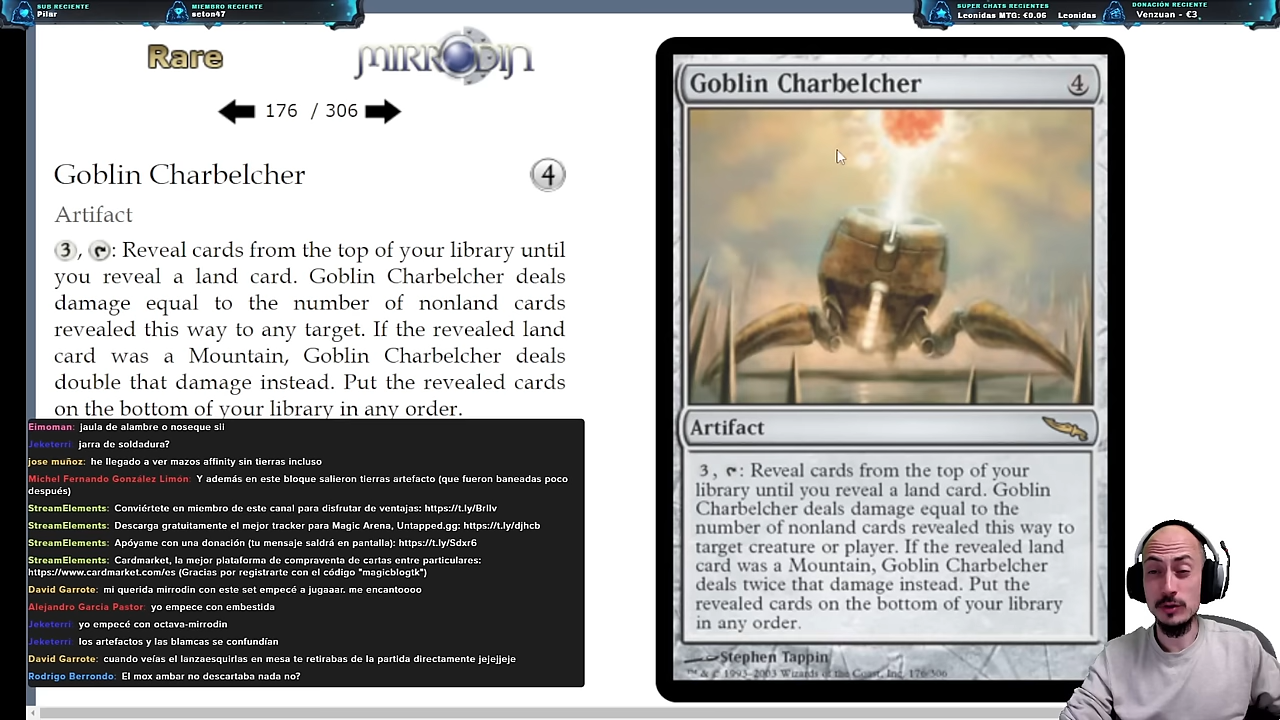 SUB RECIENTE
Pilar
MIEMBRO RECIENTE
seton47
SUPER CHATS RECIENTES
Leonidas MTG: €0.06 Leonidas
DONACIÓN RECIENTE
Venzuan - €3
Rare
MIRRODIN
176 / 306
Goblin Charbelcher
4
Artifact
3, : Reveal cards from the top of your library until
you reveal a land card. Goblin Charbelcher deals
damage equal to the number of nonland cards
revealed this way to any target. If the revealed land
card was a Mountain, Goblin Charbelcher deals
double that damage instead. Put the revealed cards
on the bottom of your library in any order.
Eimoman: jaula de alambre o noseque sII
Jeketerri: jarra de soldadura?
jose muñoz: he llegado a ver mazos affinity sin tierras incluso
Michel Fernando González Limón: Y además en este bloque salieron tierras artefacto (que fueron baneadas poco
después)
StreamElements: Conviértete en miembro de este canal para disfrutar de ventajas: https://t.ly/BrlIv
StreamElements: Descarga gratuitamente el mejor tracker para Magic Arena, Untapped.gg: https://t.ly/djhcb
StreamElements: Apóyame con una donación (tu mensaje saldrá en pantalla): https://t.ly/Sdxr6
StreamElements: Cardmarket, la mejor plataforma de compraventa de cartas entre particulares:
https://www.cardmarket.com/es (Gracias por registrarte con el código "magicblogtk")
David Garrote: mi querida mirrodin con este set empecé a jugaaar. me encantoooo
Alejandro Garcia Pastor: yo empece con embestida
Jeketerri: yo empecé con octava-mirrodin
Jeketerri: los artefactos y las blamcas se confundían
David Garrote: cuando veías el lanzaesquirlas en mesa te retirabas de la partida directamente jejejjeje
Rodrigo Berrondo: El mox ambar no descartaba nada no?
Goblin Charbelcher
4
Artifact
3, : Reveal cards from the top of your
library until you reveal a land card. Goblin
Charbelcher deals damage equal to the
number of nonland cards revealed this way to
target creature or player. If the revealed land
card was a Mountain, Goblin Charbelcher
deals twice that damage instead. Put the
revealed cards on the bottom of your library
in any order.
Stephen Tappin
™ & © 1993-2003 Wizards of the Coast, Inc. 176/306